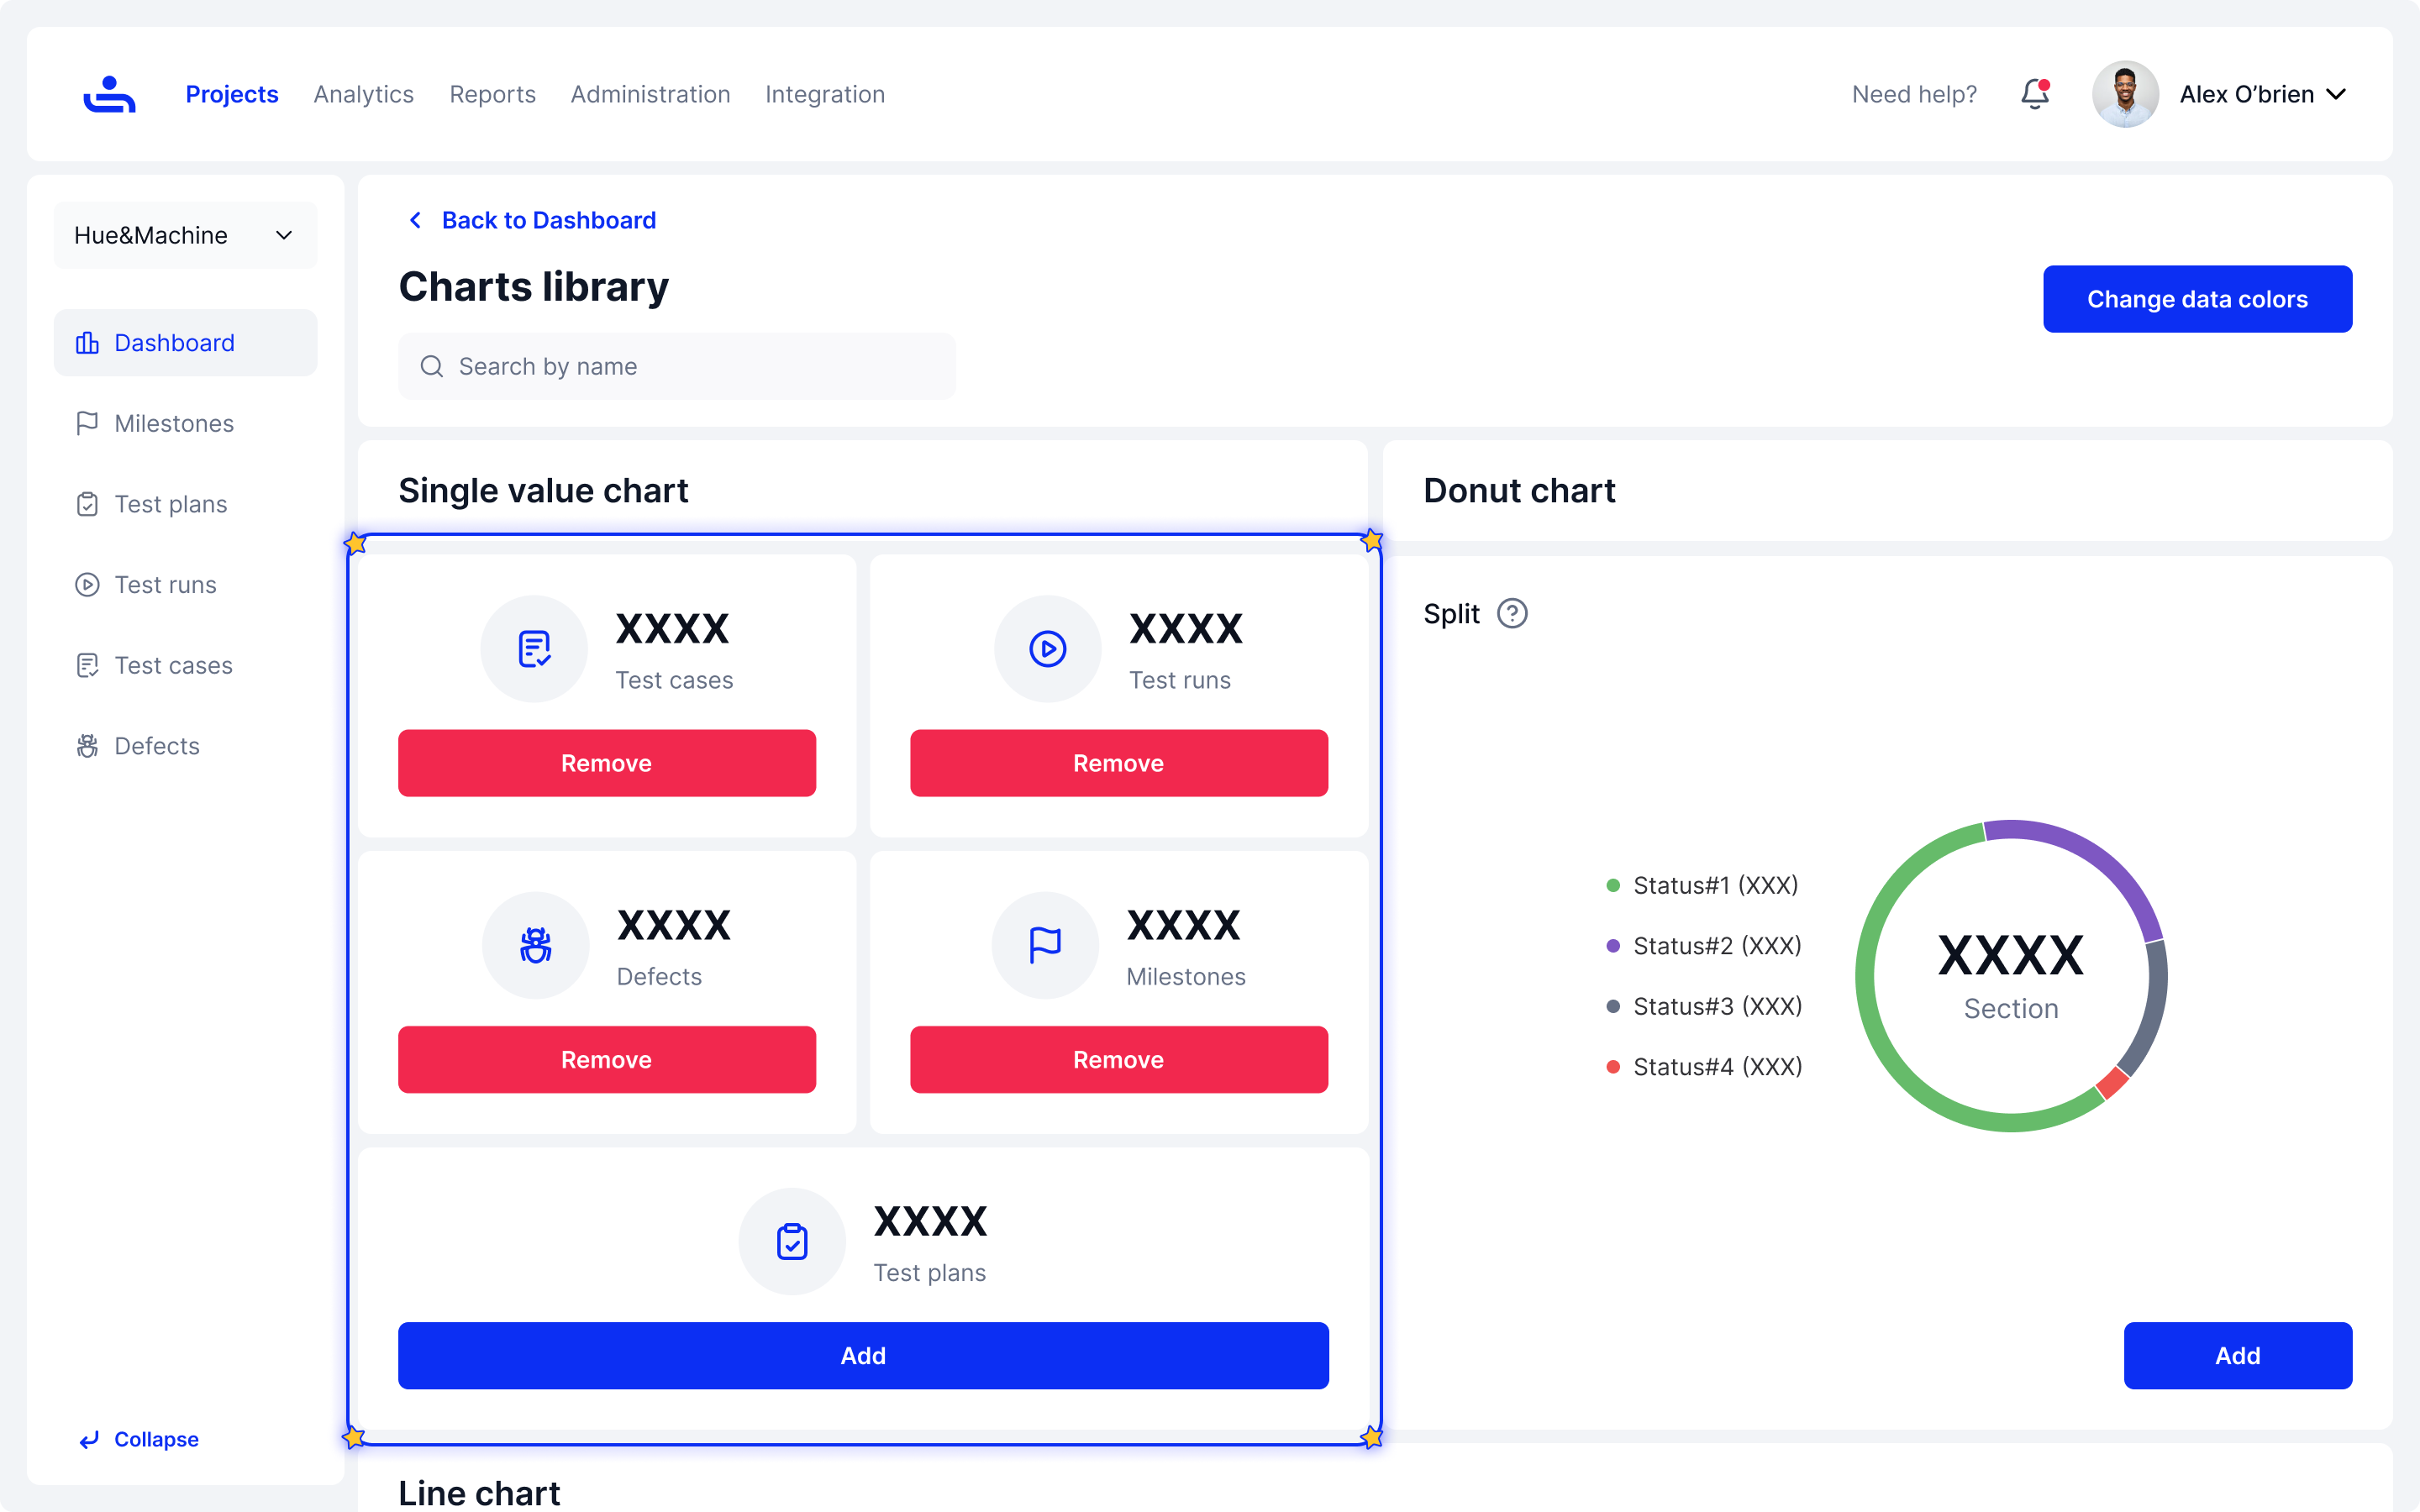 Projects
Analytics
Reports
Administration
Integration
Need help?
Alex O’brien
Hue&Machine
Dashboard
Milestones
Test plans
Test runs
Test cases
Defects
Collapse
Back to Dashboard
Charts library
Change data colors
Search by name
Single value chart
XXXX
Test cases
Remove
XXXX
Test runs
Remove
XXXX
Defects
Remove
XXXX
Milestones
Remove
XXXX
Test plans
Add
Donut chart
Split
Status#1 (XXX)
Status#2 (XXX)
Status#3 (XXX)
Status#4 (XXX)
XXXX
Section
Add
Line chart